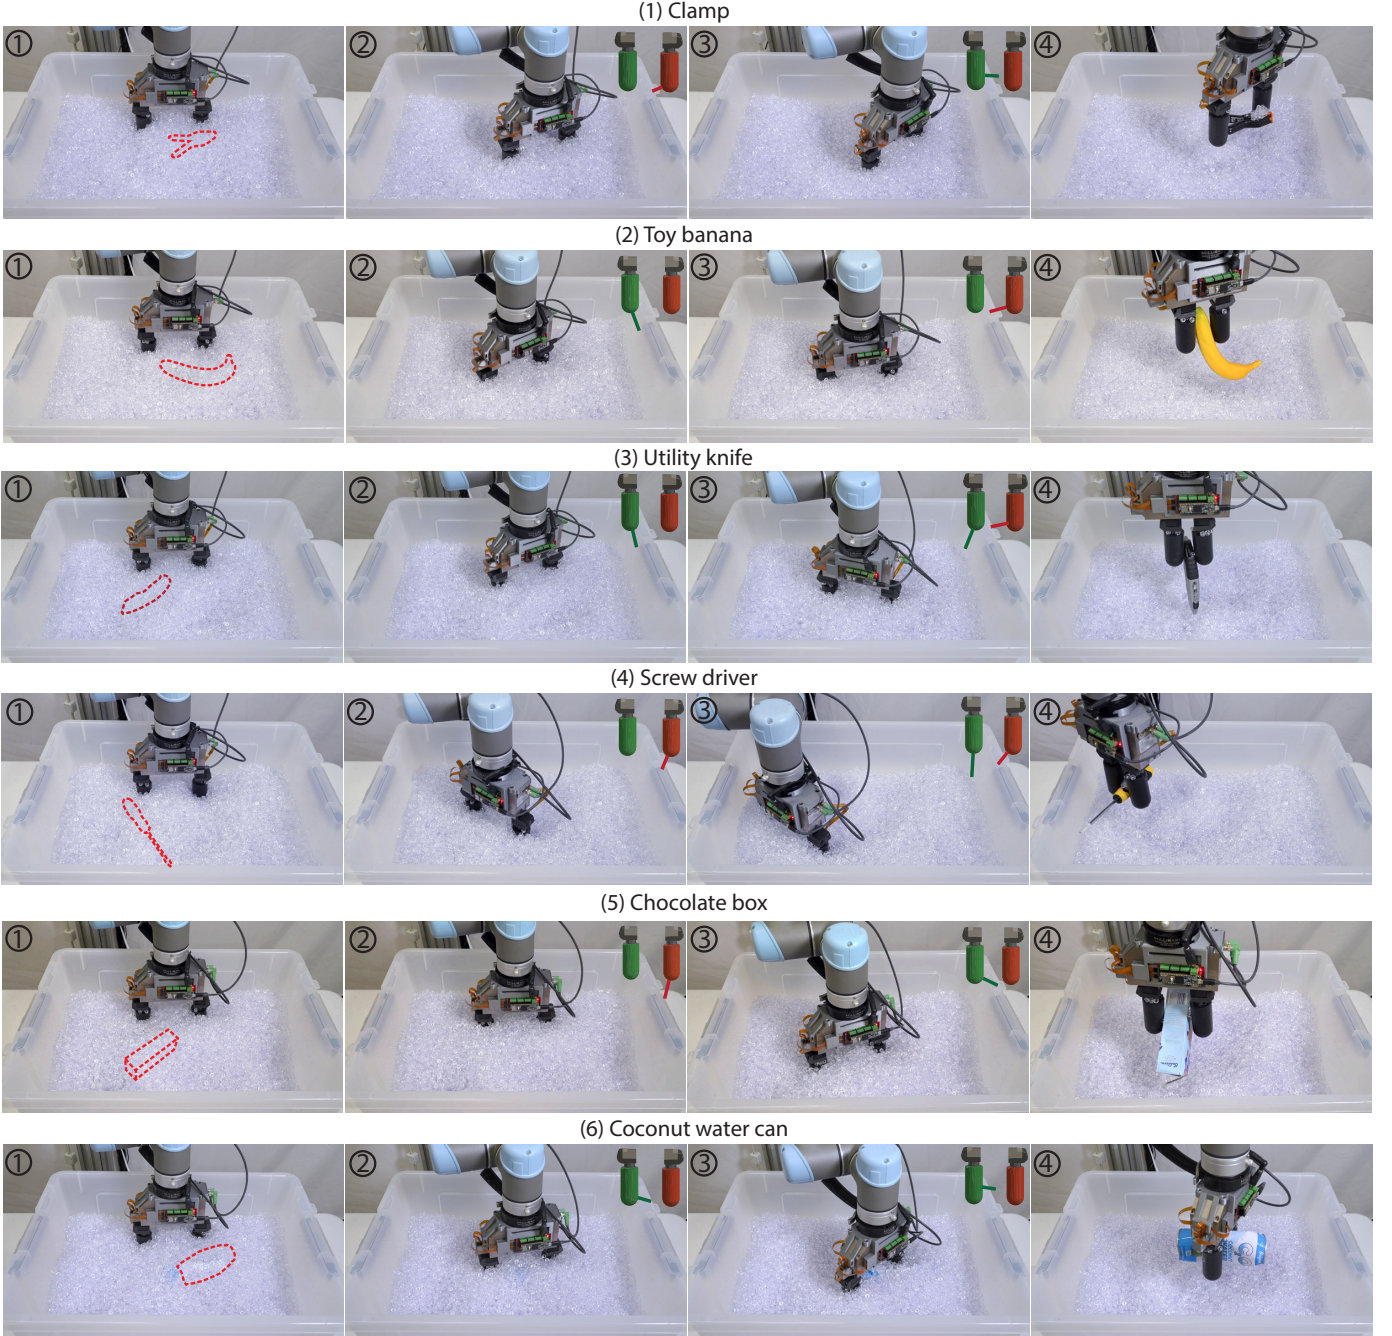 (1) Clamp
① ② ③ ④
(2) Toy banana
① ② ③ ④
(3) Utility knife
① ② ③ ④
(4) Screw driver
① ② ③ ④
(5) Chocolate box
① ② ③ ④
(6) Coconut water can
① ② ③ ④